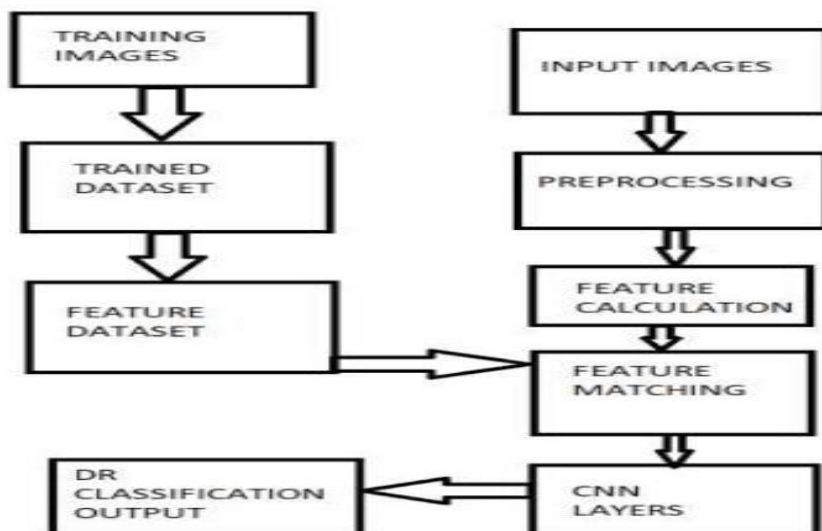 TRAINING
IMAGES
TRAINED
DATASET
FEATURE
DATASET
INPUT IMAGES
PREPROCESSING
FEATURE
CALCULATION
FEATURE
MATCHING
CNN
LAYERS
DR
CLASSIFICATION
OUTPUT